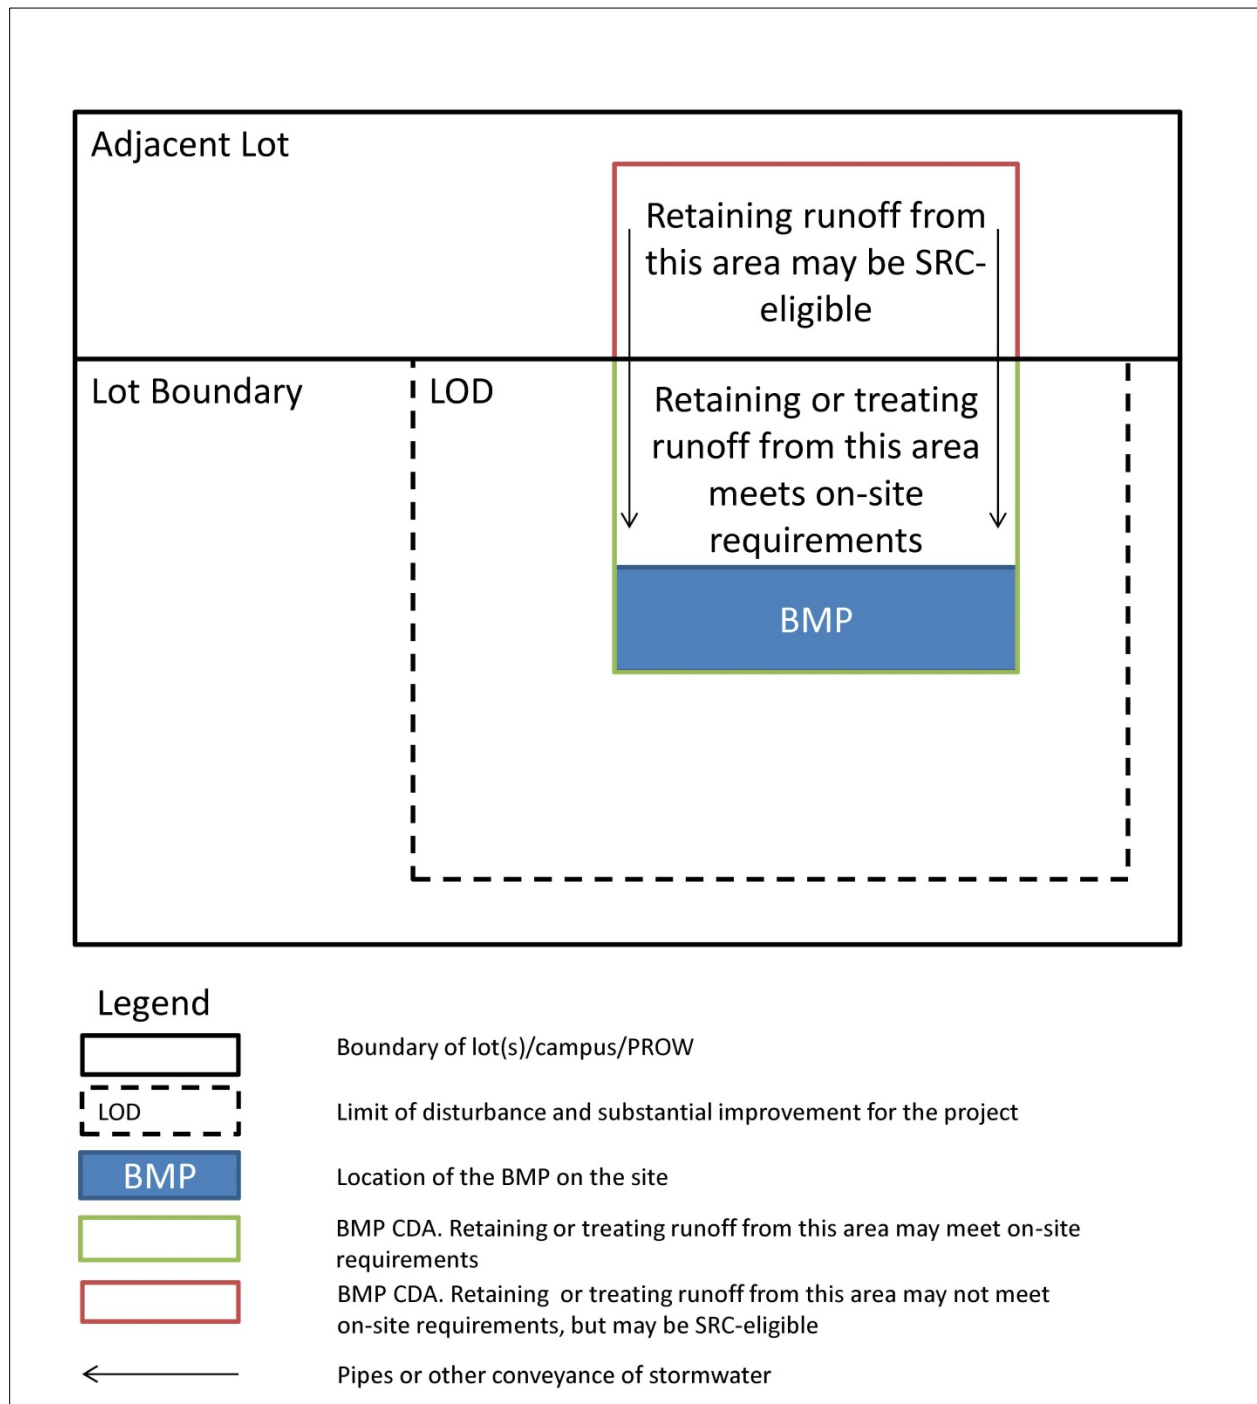 Adjacent Lot
Retaining runoff from
this area may be SRC-
eligible
Lot Boundary
LOD
Retaining or treating
runoff from this area
meets on-site
requirements
BMP
Legend
Boundary of lot(s)/campus/PROW
LOD
Limit of disturbance and substantial improvement for the project
BMP
Location of the BMP on the site
BMP CDA. Retaining or treating runoff from this area may meet on-site
requirements
BMP CDA. Retaining  or treating runoff from this area may not meet
on-site requirements, but may be SRC-eligible
Pipes or other conveyance of stormwater